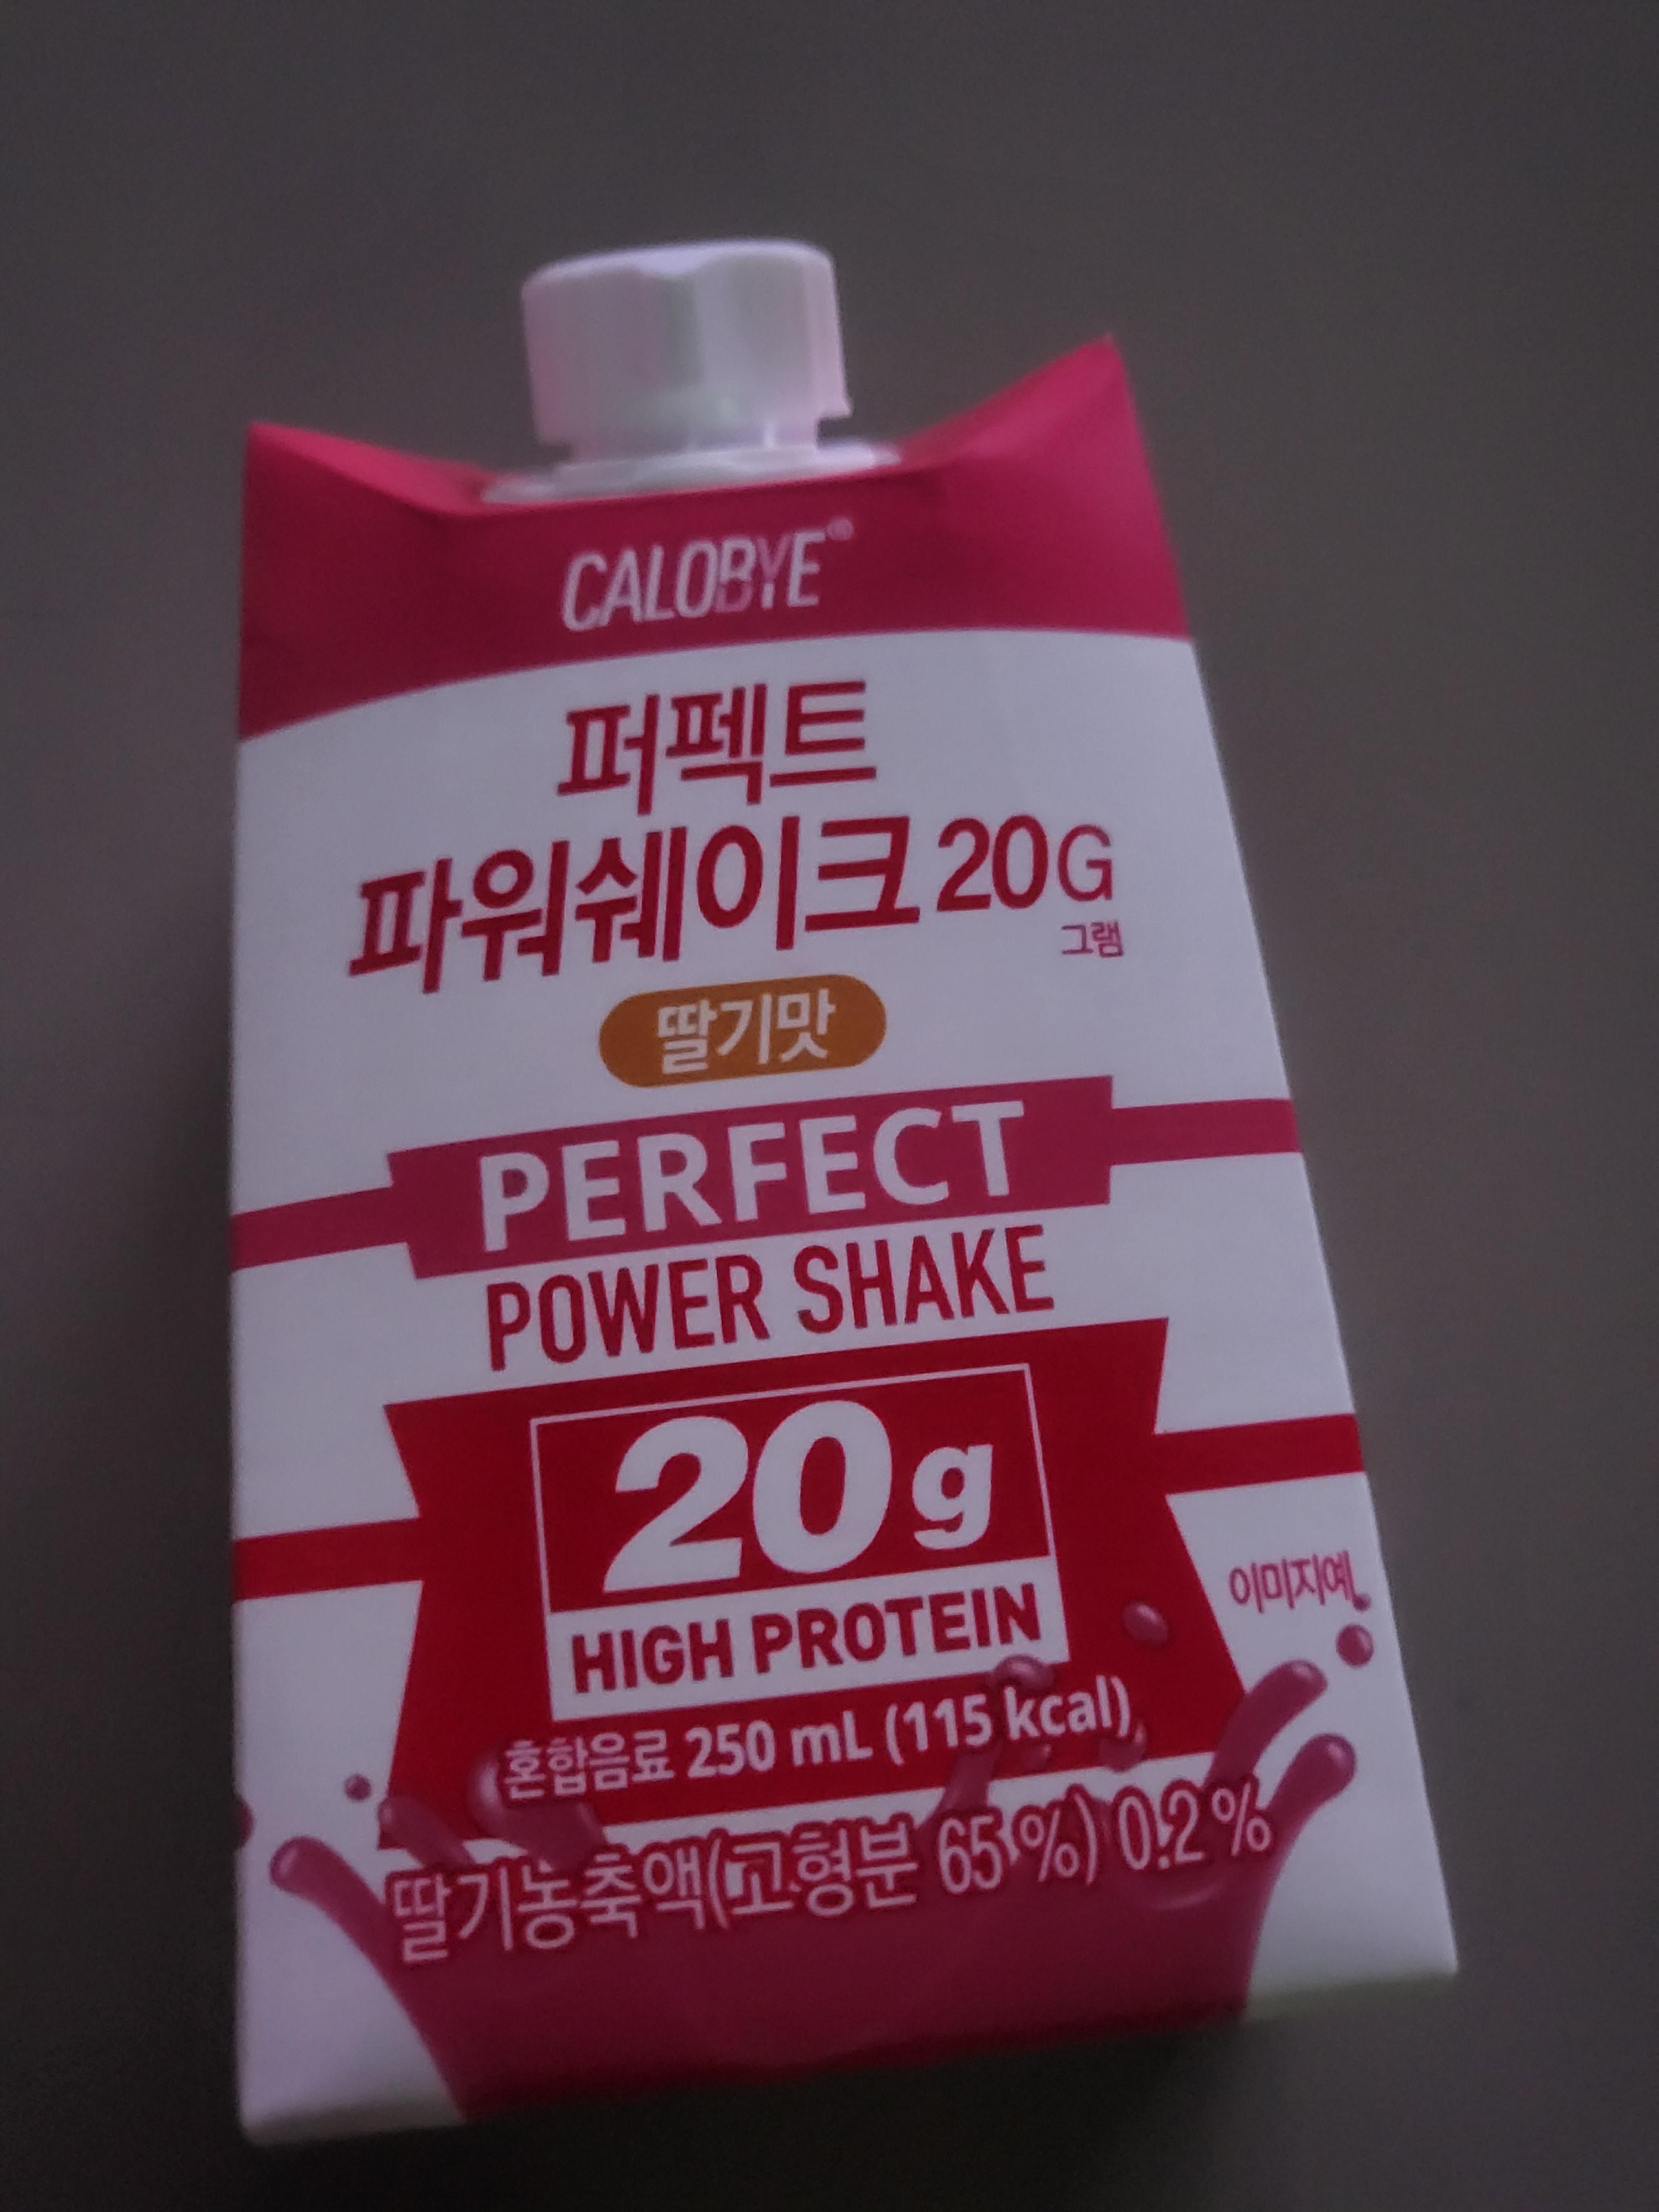 CALOBYE
퍼펙트
파워쉐이크 20G
그램
딸기맛
PERFECT
POWER SHAKE
20g
HIGH PROTEIN
이미지예
혼합음료 250 mL (115 kcal)
딸기농축액(고형분 65 %) 0.2 %